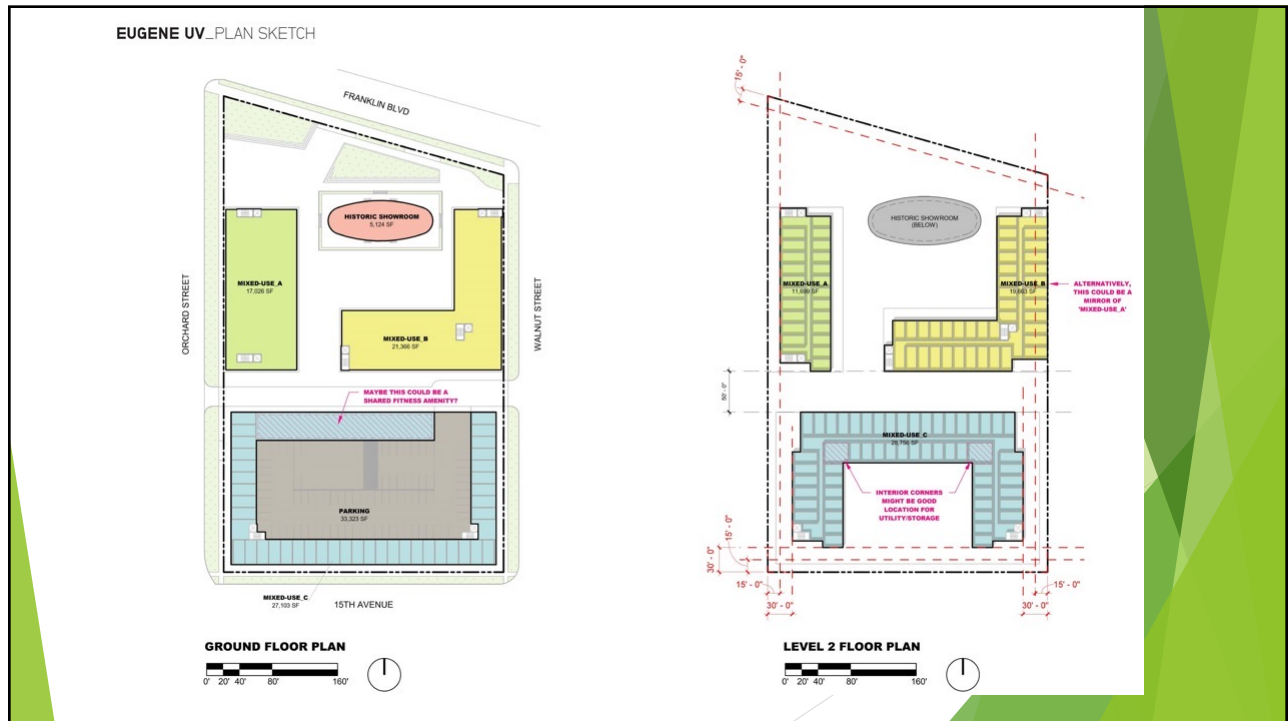 EUGENE UV_PLAN SKETCH
FRANKLIN BLVD
HISTORIC SHOWROOM
5,124 SF
MIXED-USE_A
17,026 SF
ORCHARD STREET
MIXED-USE_B
21,366 SF
WALNUT STREET
MAYBE THIS COULD BE A
SHARED FITNESS AMENITY?
PARKING
33,323 SF
MIXED-USE_C
27,103 SF
15TH AVENUE
GROUND FLOOR PLAN
0' 20' 40' 80' 160'
15' - 0"
HISTORIC SHOWROOM
(BELOW)
MIXED-USE_A
MIXED-USE_B
ALTERNATIVELY,
THIS COULD BE A
MIRROR OF
'MIXED-USE_A'
MIXED-USE_C
INTERIOR CORNERS
MIGHT BE GOOD
LOCATION FOR
UTILITY/STORAGE
15' - 0"
30' - 0"
15' - 0"
15' - 0"
30' - 0"
30' - 0"
LEVEL 2 FLOOR PLAN
0' 20' 40' 80' 160'